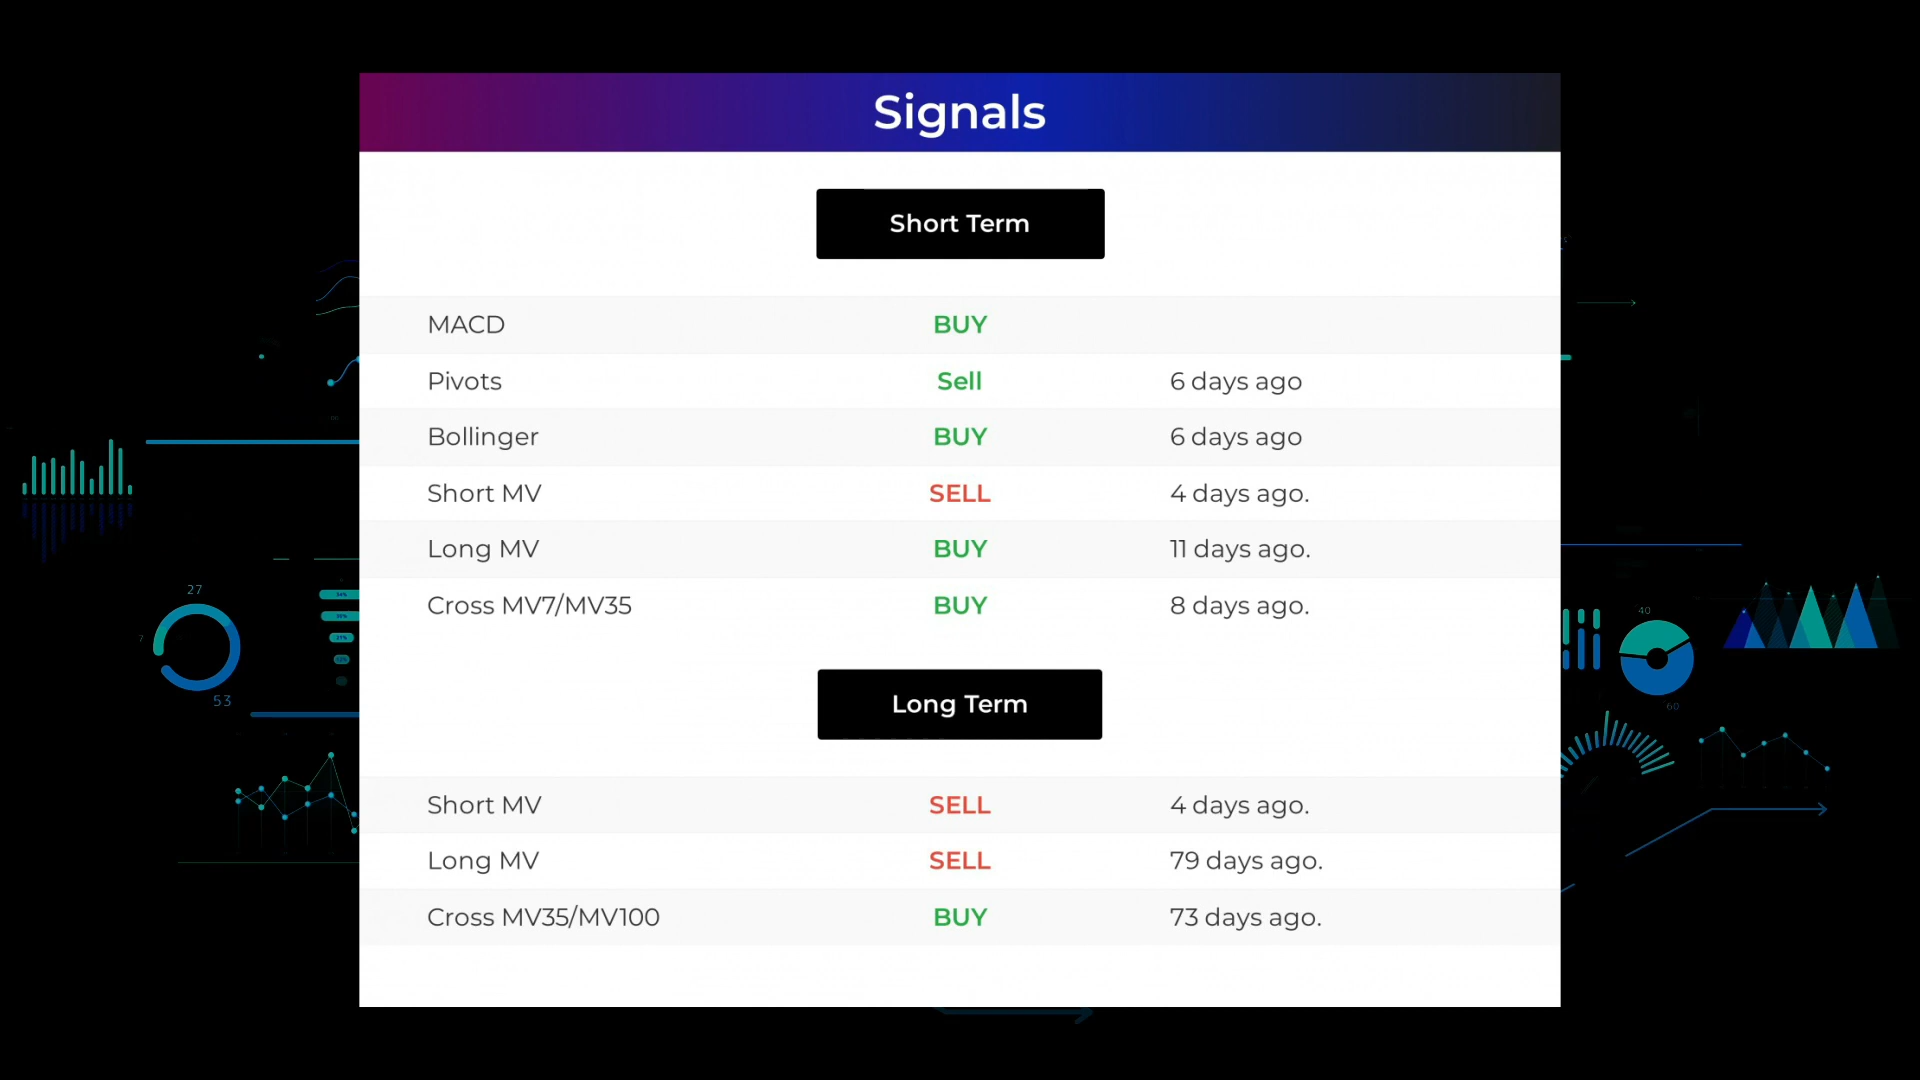 Signals
Short Term
MACD BUY
Pivots Sell 6 days ago
Bollinger BUY 6 days ago
Short MV SELL 4 days ago.
Long MV BUY 11 days ago.
Cross MV7/MV35 BUY 8 days ago.
27
7
53
40
60
Long Term
Short MV SELL 4 days ago.
Long MV SELL 79 days ago.
Cross MV35/MV100 BUY 73 days ago.